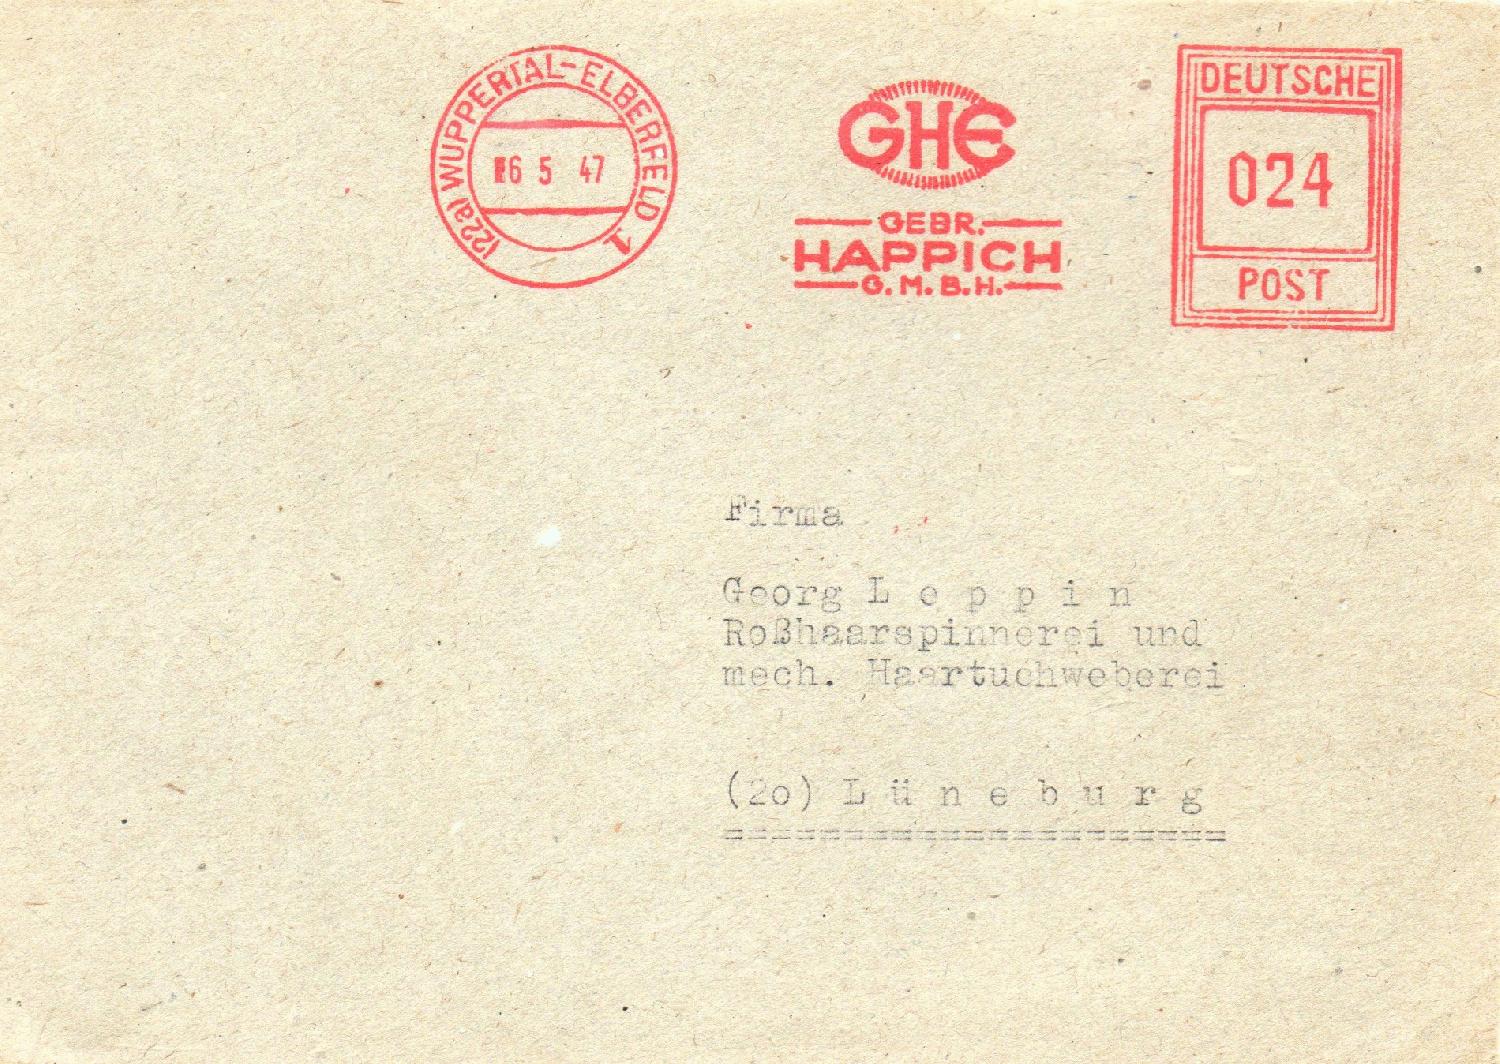 (22a) WUPPERTAL-ELBERFELD 1
6 5 47
GHE
GEBR.
HAPPICH
G.M.B.H.
DEUTSCHE
024
POST
Firma
Georg L e p p i n
Roßhaarspinnerei und
mech. Haartuchweberei
(2o) L ü n e b u r g
=====================